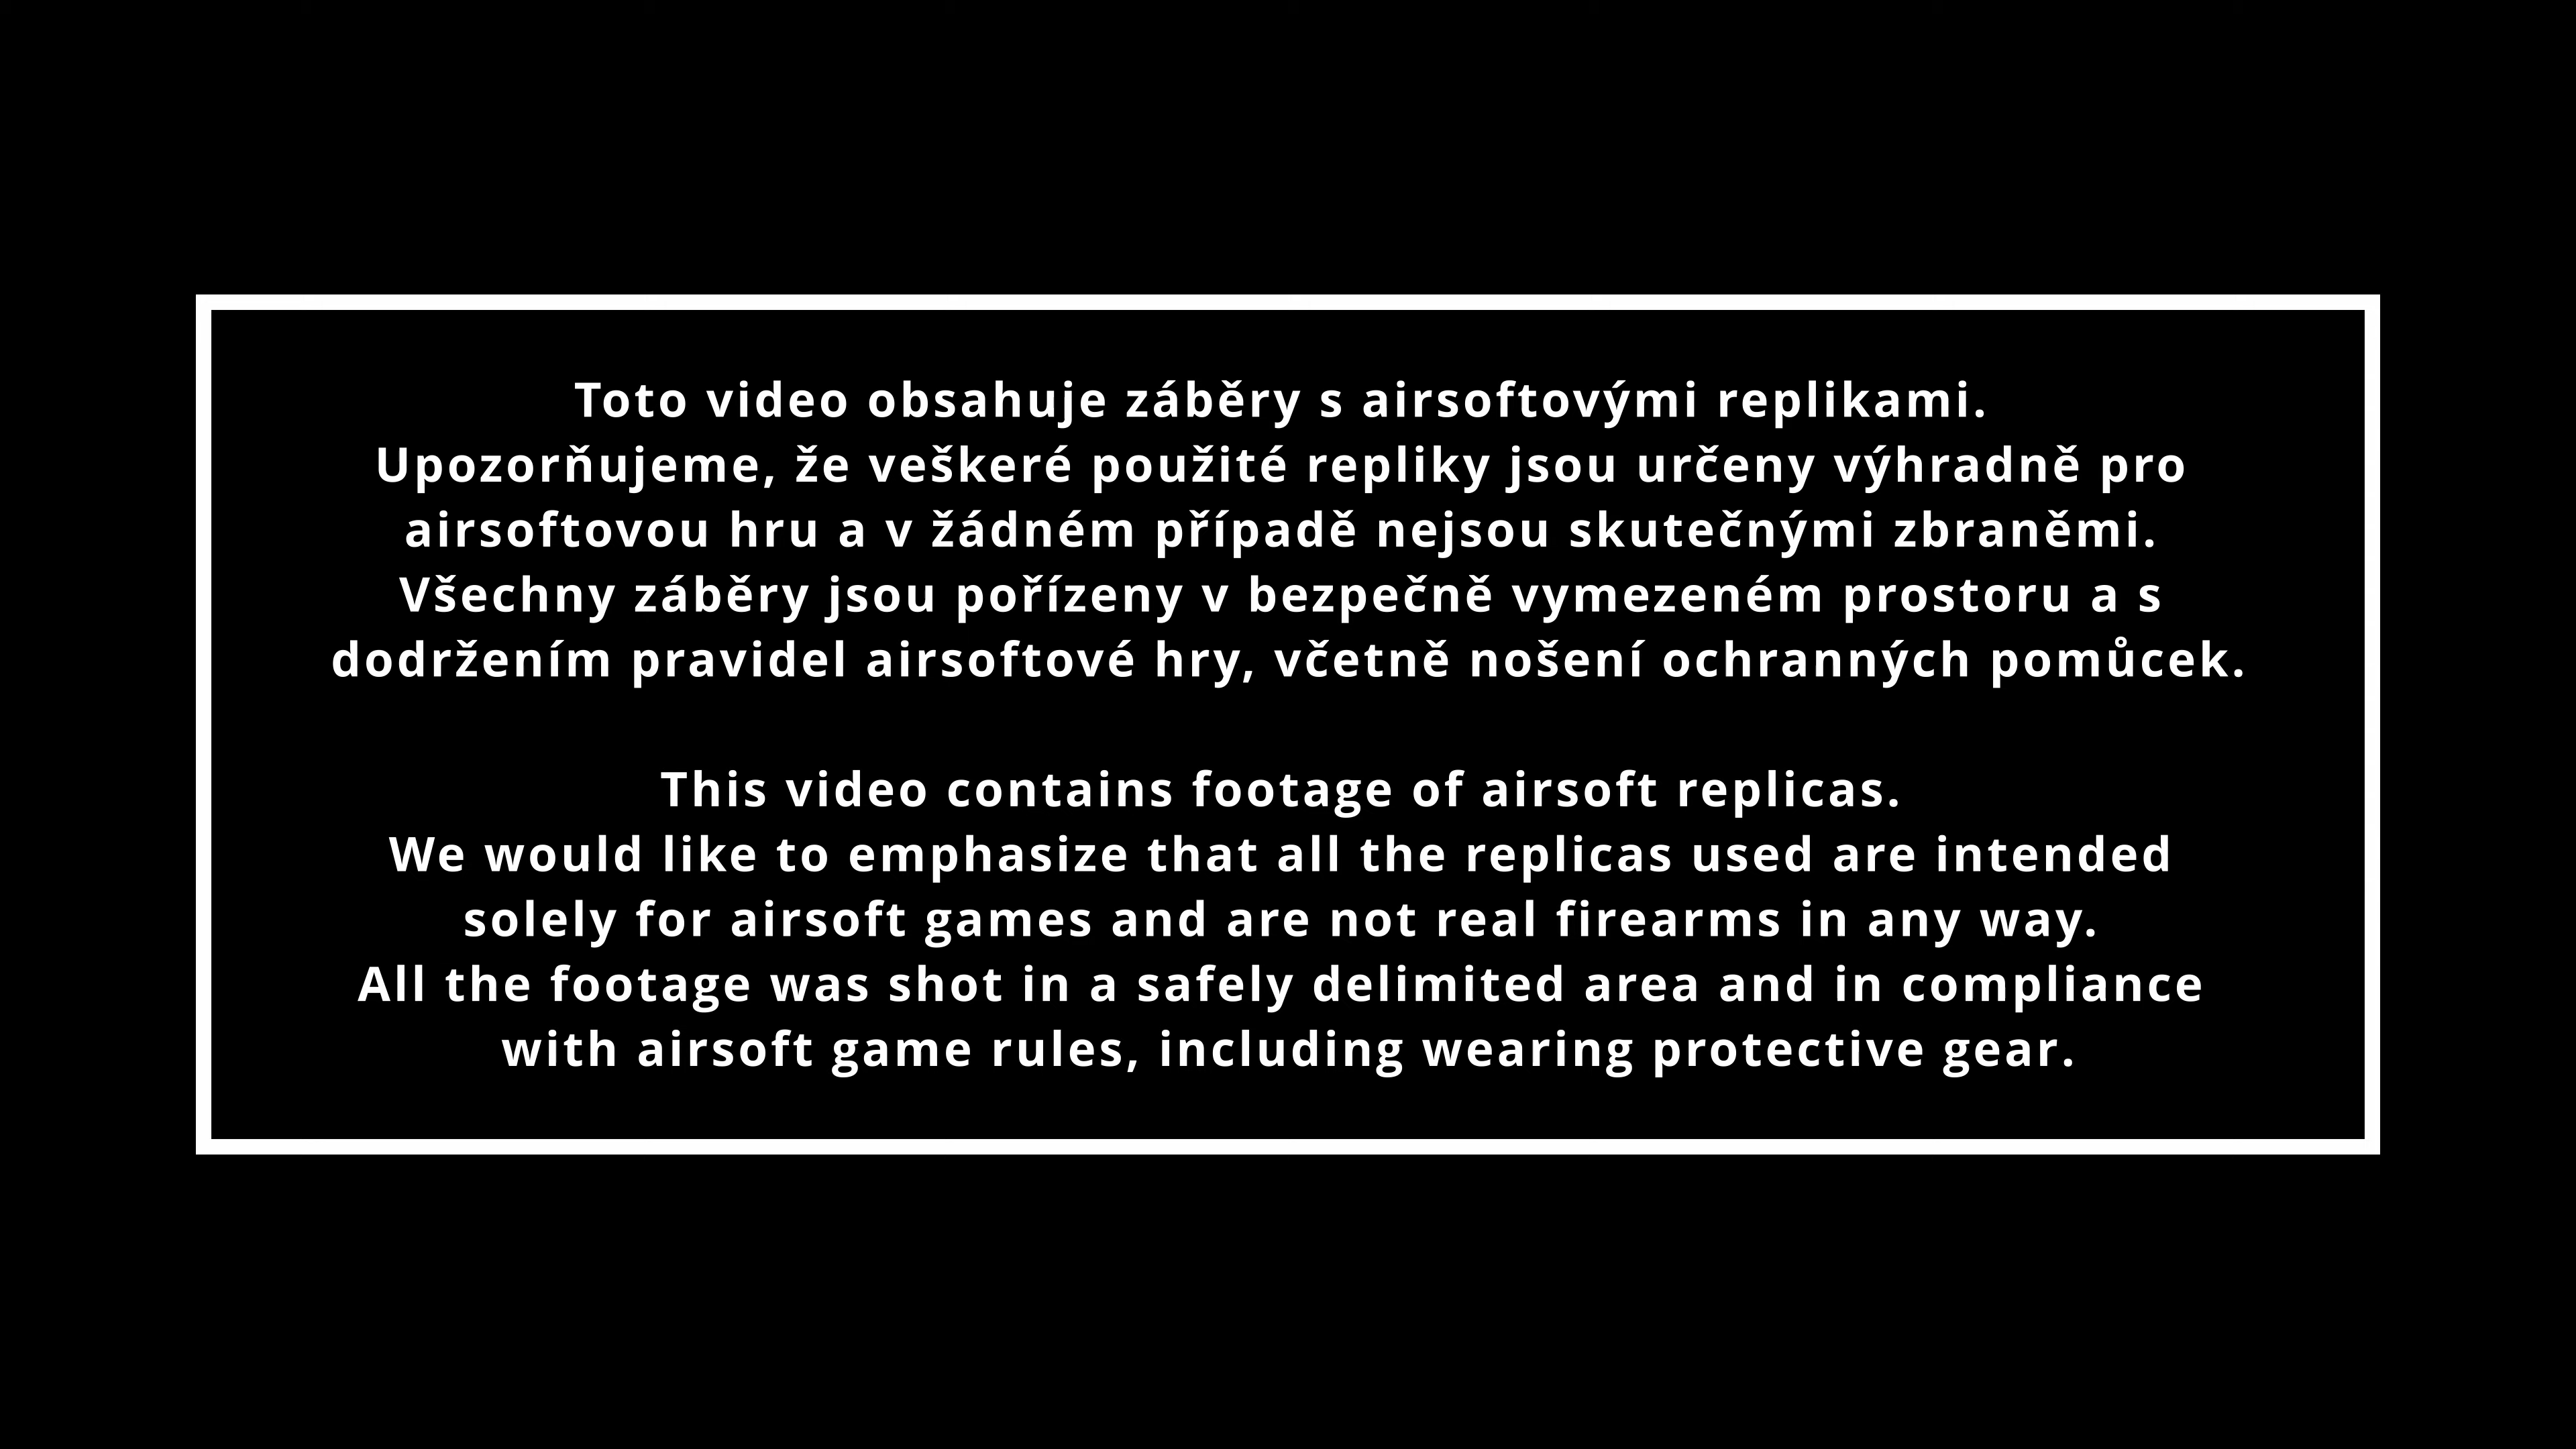 Toto video obsahuje záběry s airsoftovými replikami.
Upozorňujeme, že veškeré použité repliky jsou určeny výhradně pro
airsoftovou hru a v žádném případě nejsou skutečnými zbraněmi.
Všechny záběry jsou pořízeny v bezpečně vymezeném prostoru a s
dodržením pravidel airsoftové hry, včetně nošení ochranných pomůcek.
This video contains footage of airsoft replicas.
We would like to emphasize that all the replicas used are intended
solely for airsoft games and are not real firearms in any way.
All the footage was shot in a safely delimited area and in compliance
with airsoft game rules, including wearing protective gear.